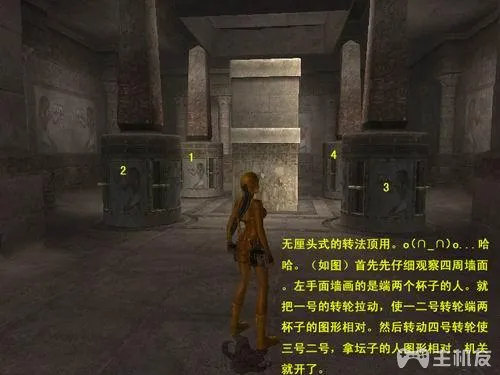 1
4
2
3
无厘头式的转法顶用。o(∩_∩)o...哈
哈。（如图）首先先仔细观察四周墙面
。左手面墙画的是端两个杯子的人。就
把一号的转轮拉动，使一二号转轮端两
杯子的图形相对。然后转动四号转轮使
三号二号，拿坛子的人图形相对，机关
就开了。
主机友